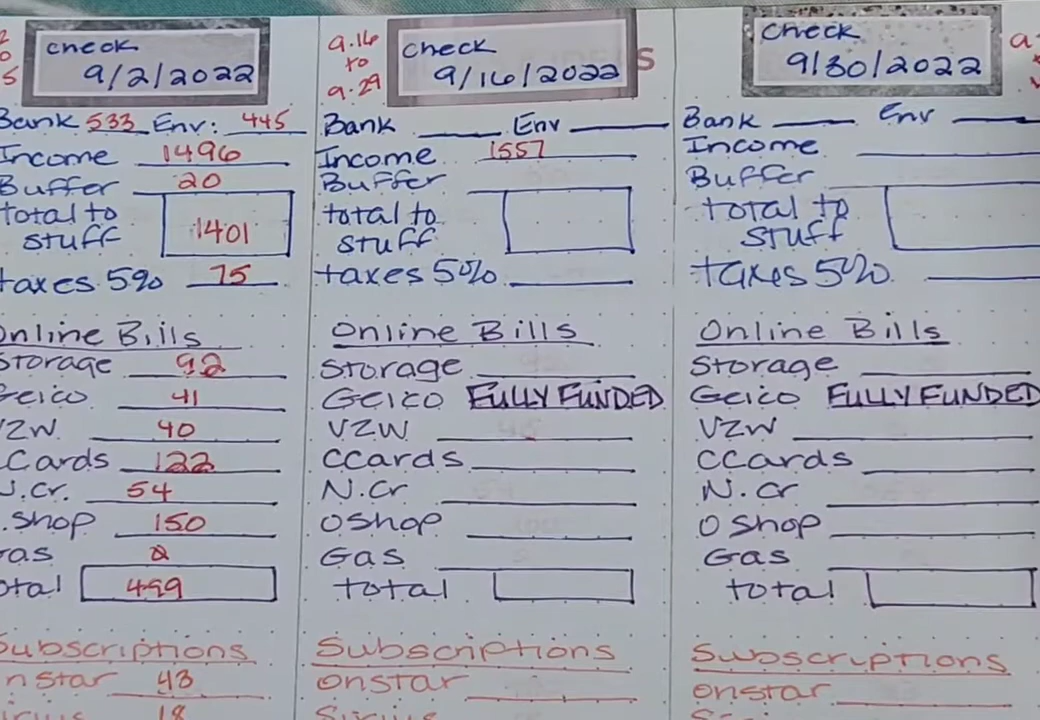 check
9/2/2022
Bank 533 Env: 445
Income 1496
Buffer 20
total to
stuff 1401
taxes 5% 75
Online Bills
Storage 92
Geico 41
VZW 40
CCards 122
N.Cr. 54
O.Shop 150
Gas
Total 499
Subscriptions
Onstar 43
Sirius 18
9.16
to
9.29
check
9/16/2022
S
Bank Env
Income 1557
Buffer
total to
stuff
taxes 5%
Online Bills
Storage
Geico FULLY FUNDED
VZW
CCards
N.Cr
OShop
Gas
total
Subscriptions
Onstar
Sirius
check
9/30/2022
Bank Env
Income
Buffer
total to
stuff
taxes 5%
Online Bills
Storage
Geico FULLY FUNDED
VZW
CCards
N.Cr
O Shop
Gas
total
Subscriptions
Onstar